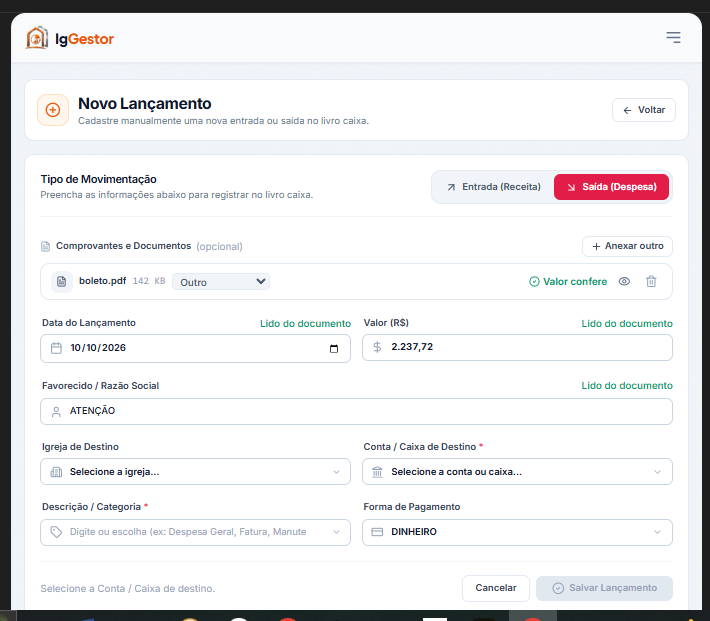 IgGestor
Novo Lançamento
Cadastre manualmente uma nova entrada ou saída no livro caixa.
Voltar
Tipo de Movimentação
Preencha as informações abaixo para registrar no livro caixa.
Entrada (Receita)
Saída (Despesa)
Comprovantes e Documentos (opcional)
Anexar outro
boleto.pdf 142 KB Outro
Valor confere
Data do Lançamento
Lido do documento
Valor (R$)
Lido do documento
10/10/2026
$ 2.237,72
Favorecido / Razão Social
Lido do documento
ATENÇÃO
Igreja de Destino
Conta / Caixa de Destino *
Selecione a igreja...
Selecione a conta ou caixa...
Descrição / Categoria *
Forma de Pagamento
Digite ou escolha (ex: Despesa Geral, Fatura, Manute
DINHEIRO
Selecione a Conta / Caixa de destino.
Cancelar
Salvar Lançamento